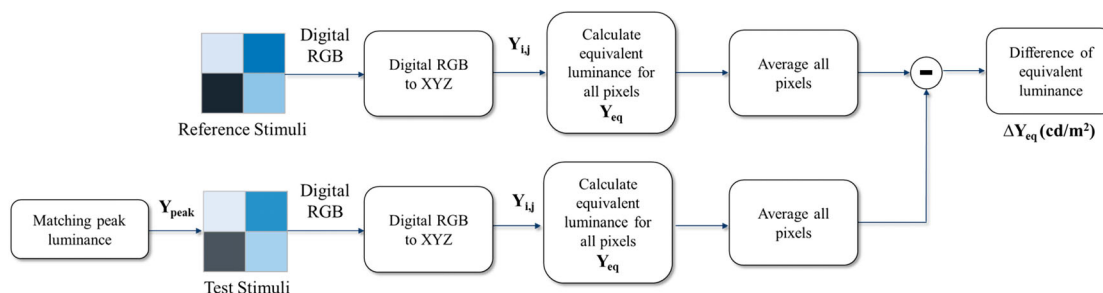 Digital
RGB
Reference Stimuli
Digital RGB
to XYZ
Yi,j
Calculate
equivalent
luminance for
all pixels
Yeq
Average all
pixels
Difference of
equivalent
luminance
ΔYeq (cd/m²)
Matching peak
luminance
Ypeak
Digital
RGB
Test Stimuli
Digital RGB
to XYZ
Yi,j
Calculate
equivalent
luminance for
all pixels
Yeq
Average all
pixels